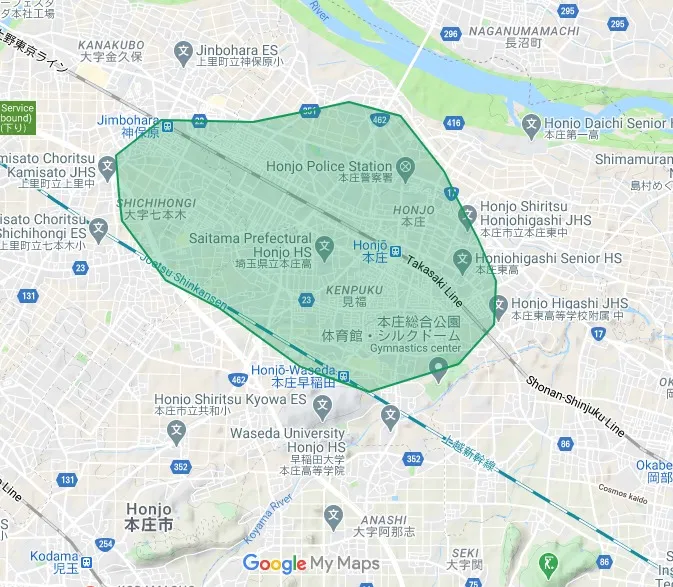 ダ神保原ス
タ本社工場
上野東京ライン
KANAKUBO
大字金久保
Jinbohara ES
上里町立神保原小
River
295
NAGANUMAMACHI
長沼町
296
295
295
Service
bound)
(下り)
Jimbohara
神保原
22
351
462
416
Honjo Daichi Senior H
本庄第一高
amisato Choritsu
Kamisato JHS
上里町立上里中
Honjo Police Station
本庄警察署
Shimamuran
島村めぐ
SHICHIHONGI
大字七本木
HONJO
本庄
17
Honjo Shiritsu
Honjohigashi JHS
本庄市立本庄東中
isato Choritsu
Shichihongi ES
上里町立七本木小
Saitama Prefectural
Honjo HS
埼玉県立本庄高
Honjō
本庄
Honjohigashi Senior HS
本庄東高
23
Joetsu Shinkansen
Takasaki Line
131
23
KENPUKU
見福
Honjo Higashi JHS
本庄東高等学校附属 中
本庄総合公園
体育館・シルクドーム
Gymnastics center
17
462
Honjō-Waseda
本庄早稲田
Shonan-Shinjuku Line
Honjo Shiritsu Kyowa ES
本庄市立共和小
Waseda University
Honjo HS
早稲田大学
本庄高等学院
上越新幹線
86
352
352
Okabe
岡部
131
Line
Cosmos kaido
Honjo
本庄市
Koyama River
ANASHI
大字阿那志
254
Kodama
児玉
Google My Maps
SEKI
大字関
86